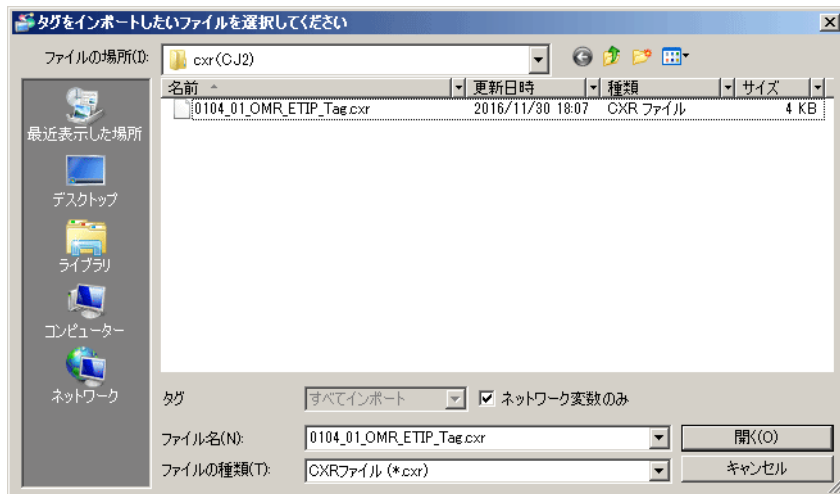 タグをインポートしたいファイルを選択してください
ファイルの場所(I):
cxr(CJ2)
名前 更新日時 種類 サイズ
0104_01_OMR_ETIP_Tag.cxr 2016/11/30 18:07 CXR ファイル 4 KB
最近表示した場所
デスクトップ
ライブラリ
コンピューター
ネットワーク
タグ すべてインポート ネットワーク変数のみ
ファイル名(N): 0104_01_OMR_ETIP_Tag.cxr 開く(O)
ファイルの種類(T): CXRファイル (*.cxr) キャンセル